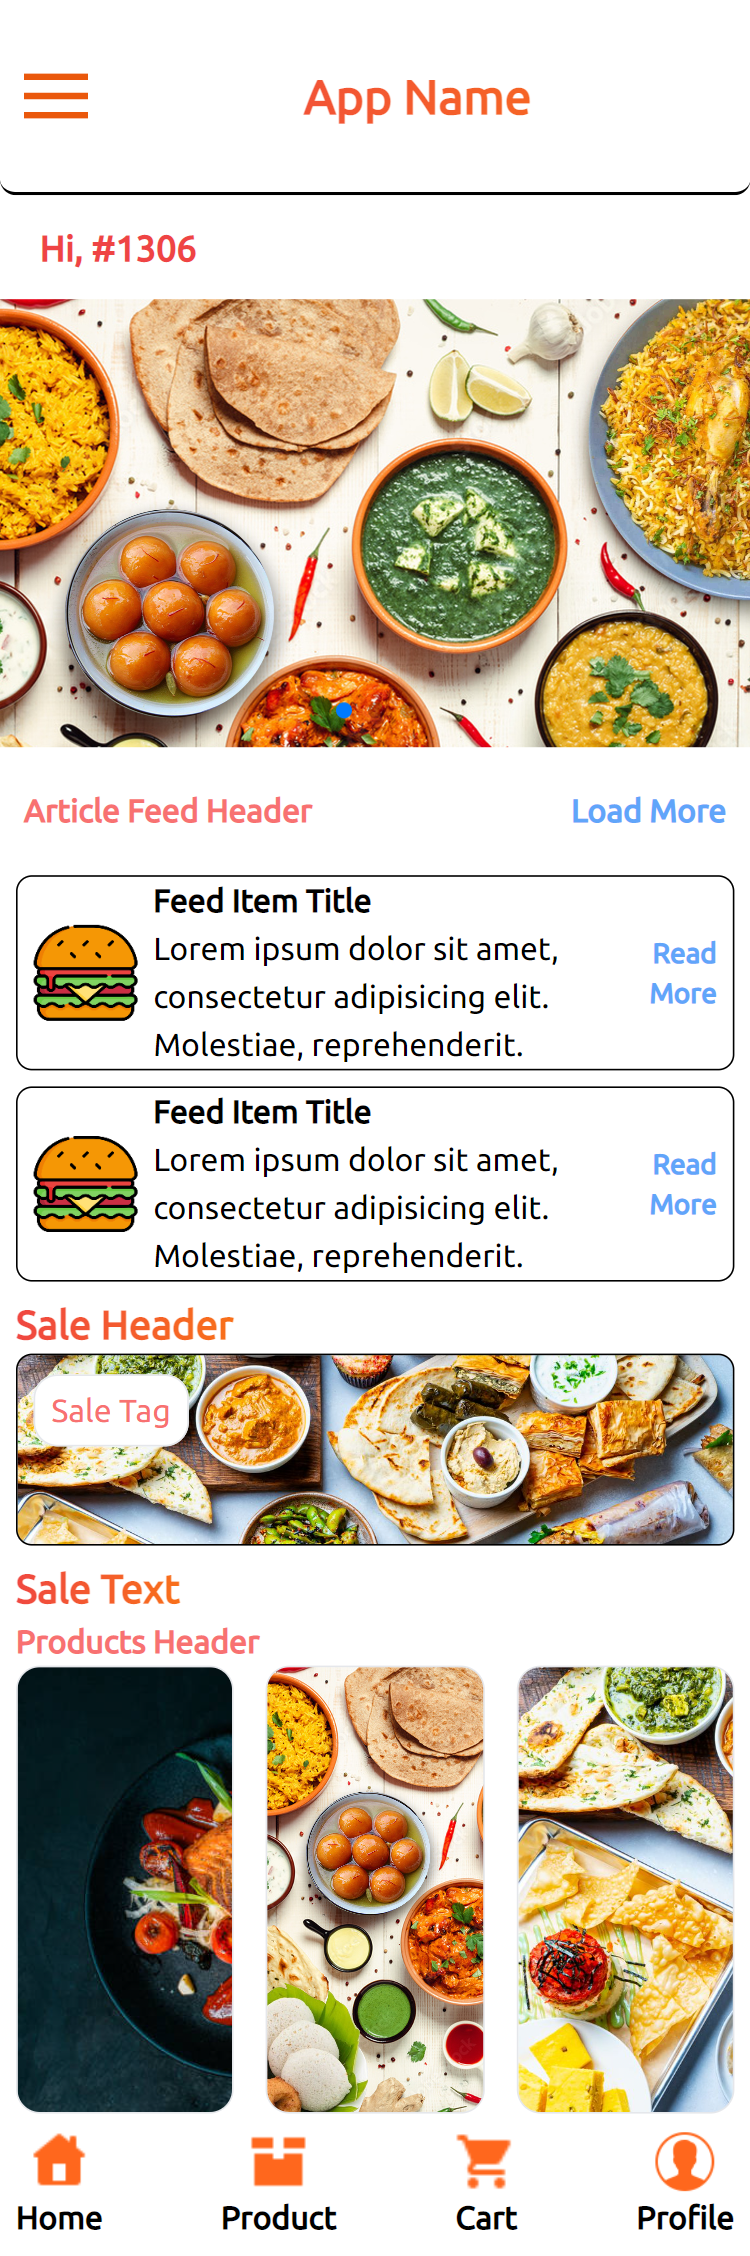 App Name
Hi, #1306
Article Feed Header
Load More
Feed Item Title
Lorem ipsum dolor sit amet,
consectetur adipisicing elit.
Molestiae, reprehenderit.
Read
More
Feed Item Title
Lorem ipsum dolor sit amet,
consectetur adipisicing elit.
Molestiae, reprehenderit.
Read
More
Sale Header
Sale Tag
Sale Text
Products Header
Home
Product
Cart
Profile